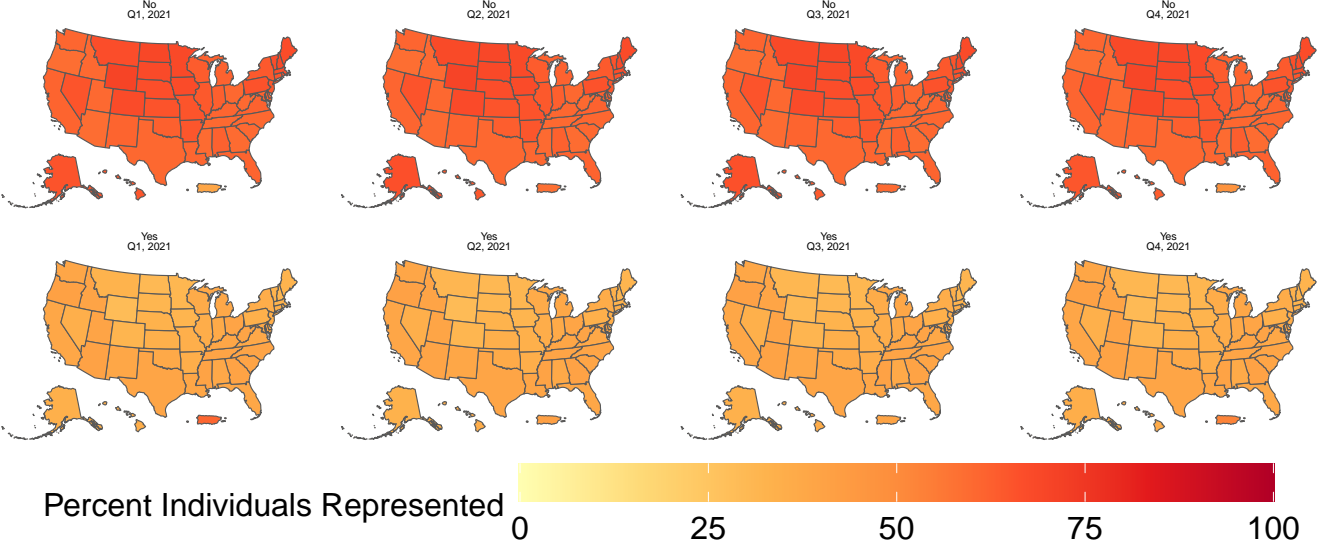 No
Q1, 2021
No
Q2, 2021
No
Q3, 2021
No
Q4, 2021
Yes
Q1, 2021
Yes
Q2, 2021
Yes
Q3, 2021
Yes
Q4, 2021
Percent Individuals Represented
0 25 50 75 100